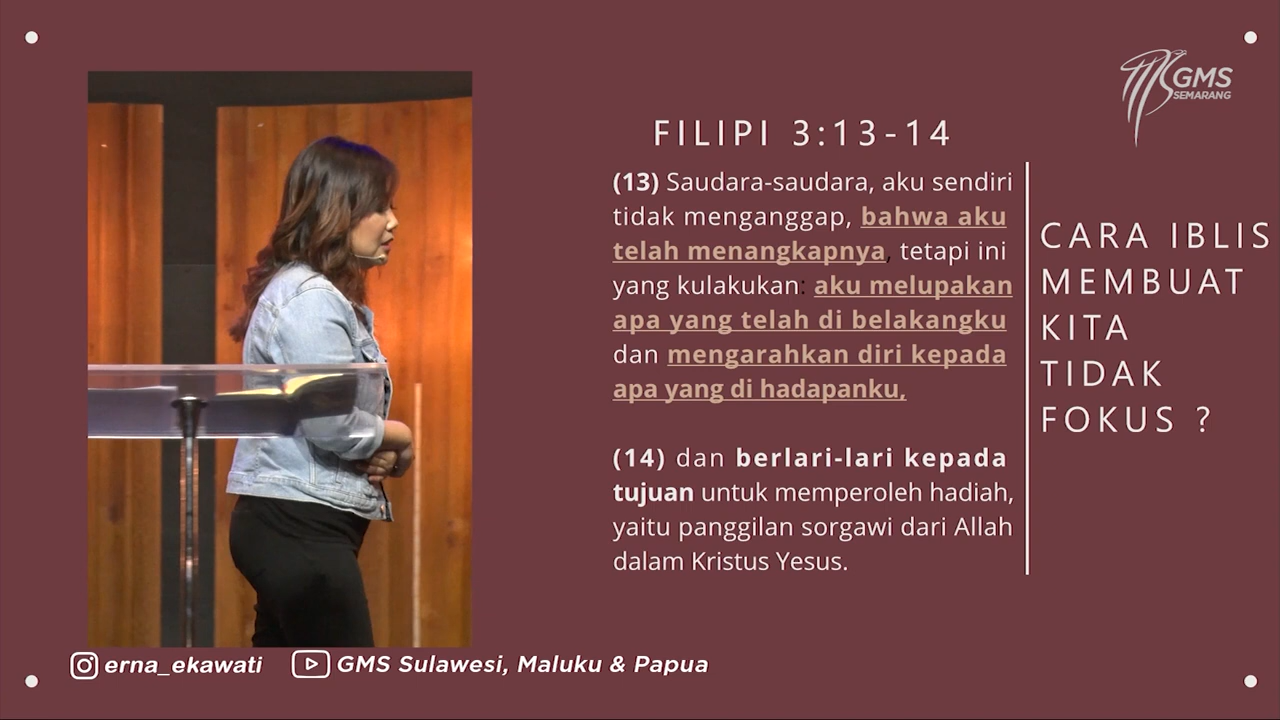 GMS
SEMARANG
FILIPI 3:13-14
(13) Saudara-saudara, aku sendiri
tidak menganggap, bahwa aku
telah menangkapnya, tetapi ini
yang kulakukan: aku melupakan
apa yang telah di belakangku
dan mengarahkan diri kepada
apa yang di hadapanku,
(14) dan berlari-lari kepada
tujuan untuk memperoleh hadiah,
yaitu panggilan sorgawi dari Allah
dalam Kristus Yesus.
CARA IBLIS
MEMBUAT
KITA
TIDAK
FOKUS ?
erna_ekawati
GMS Sulawesi, Maluku & Papua